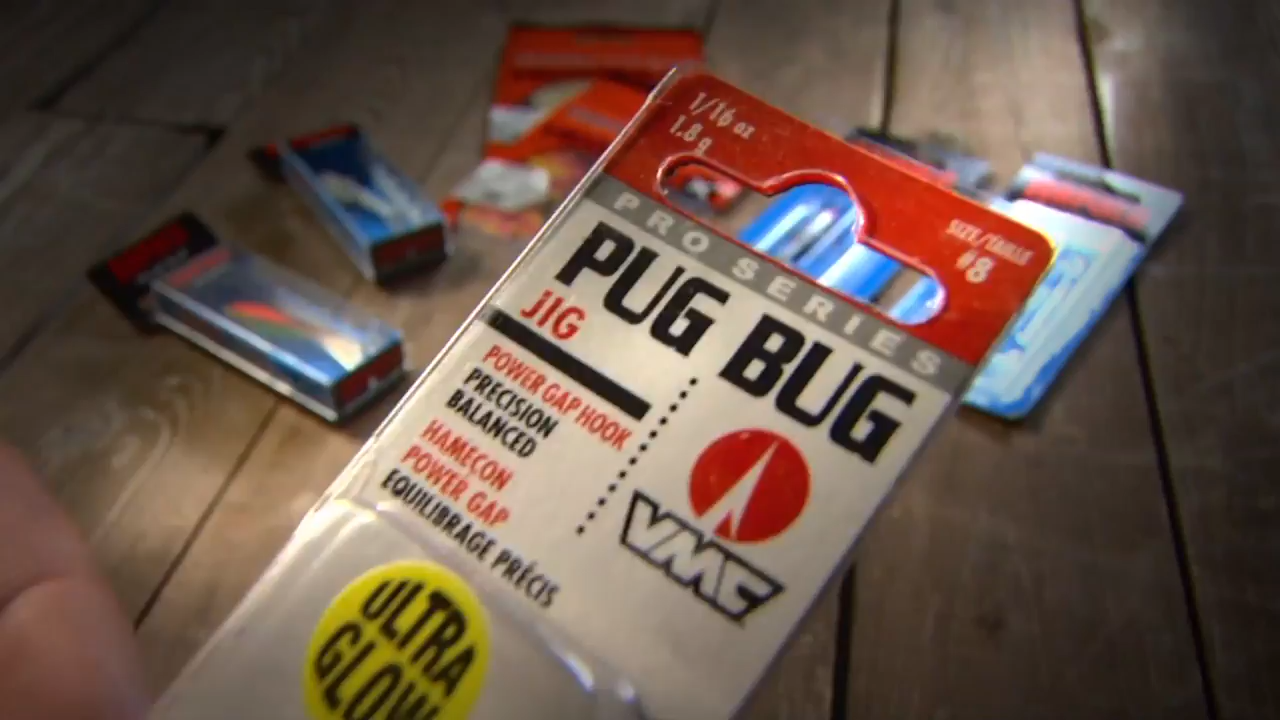 1/16 oz
1.8 g
SIZE/TAILLE
#8
PRO SERIES
PUG BUG
JIG
POWER GAP HOOK
PRECISION
BALANCED
HAMECON
POWER GAP
EQUILIBRAGE PRÉCIS
VMC
ULTRA
GLOW